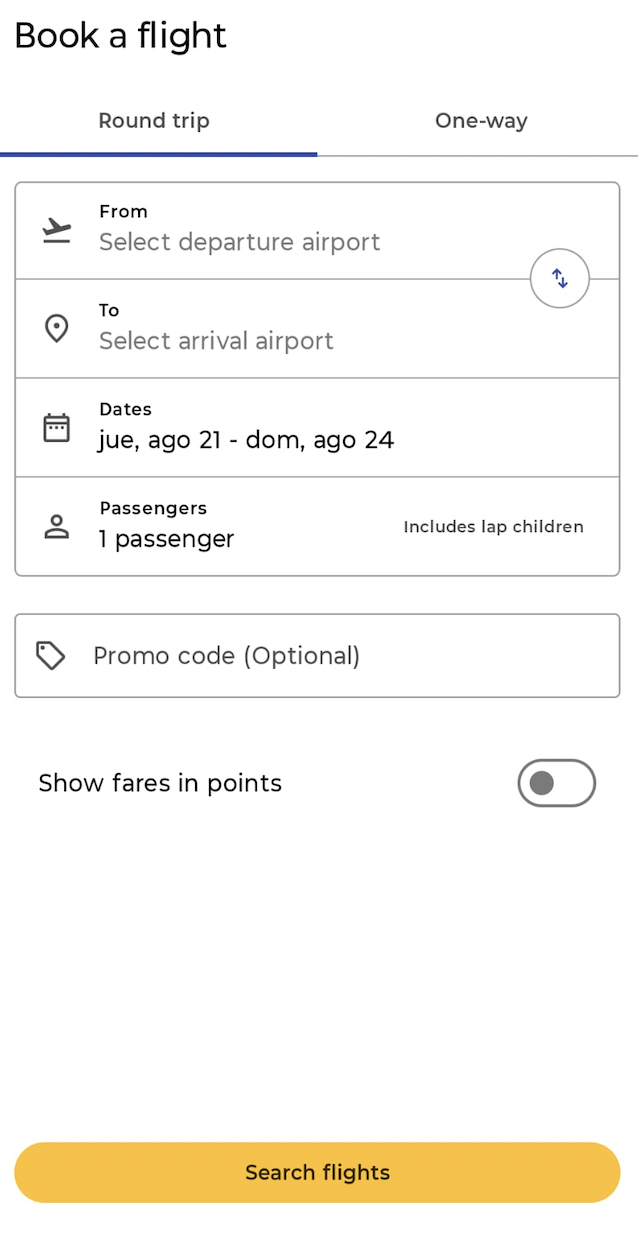 Book a flight
Round trip
One-way
From
Select departure airport
To
Select arrival airport
Dates
jue, ago 21 - dom, ago 24
Passengers
1 passenger
Includes lap children
Promo code (Optional)
Show fares in points
Search flights